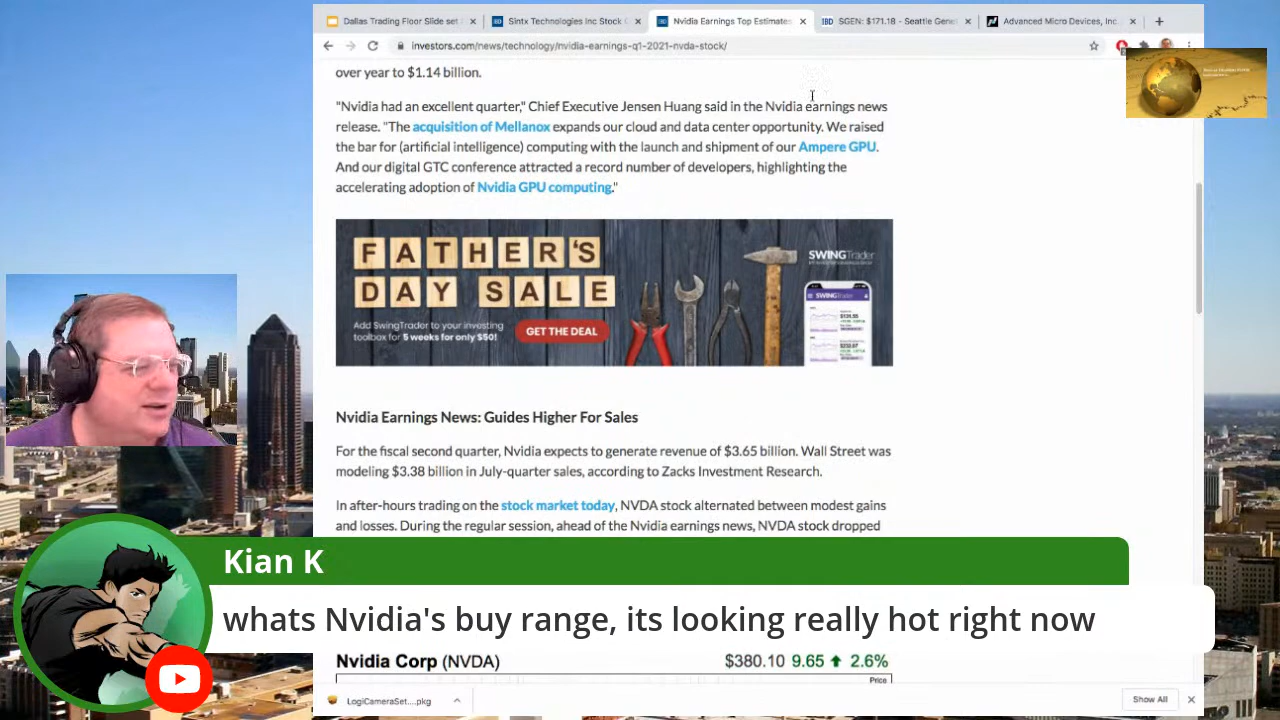 Dallas Trading Floor Slide set
Sintx Technologies Inc Stock
Nvidia Earnings Top Estimates
SGEN: $171.18 - Seattle Gene
Advanced Micro Devices, Inc.
investors.com/news/technology/nvidia-earnings-q1-2021-nvda-stock/
over year to $1.14 billion.
"Nvidia had an excellent quarter," Chief Executive Jensen Huang said in the Nvidia earnings news
release. "The acquisition of Mellanox expands our cloud and data center opportunity. We raised
the bar for (artificial intelligence) computing with the launch and shipment of our Ampere GPU.
And our digital GTC conference attracted a record number of developers, highlighting the
accelerating adoption of Nvidia GPU computing."
FATHER'S
DAY SALE
SWINGTrader
Add SwingTrader to your investing
toolbox for 5 weeks for only $50!
GET THE DEAL
SWINGTrader
Nvidia Earnings News: Guides Higher For Sales
For the fiscal second quarter, Nvidia expects to generate revenue of $3.65 billion. Wall Street was
modeling $3.38 billion in July-quarter sales, according to Zacks Investment Research.
In after-hours trading on the stock market today, NVDA stock alternated between modest gains
and losses. During the regular session, ahead of the Nvidia earnings news, NVDA stock dropped
Kian K
whats Nvidia's buy range, its looking really hot right now
Nvidia Corp (NVDA)
$380.10 9.65 2.6%
Price
LogiCameraSet....pkg
Show All